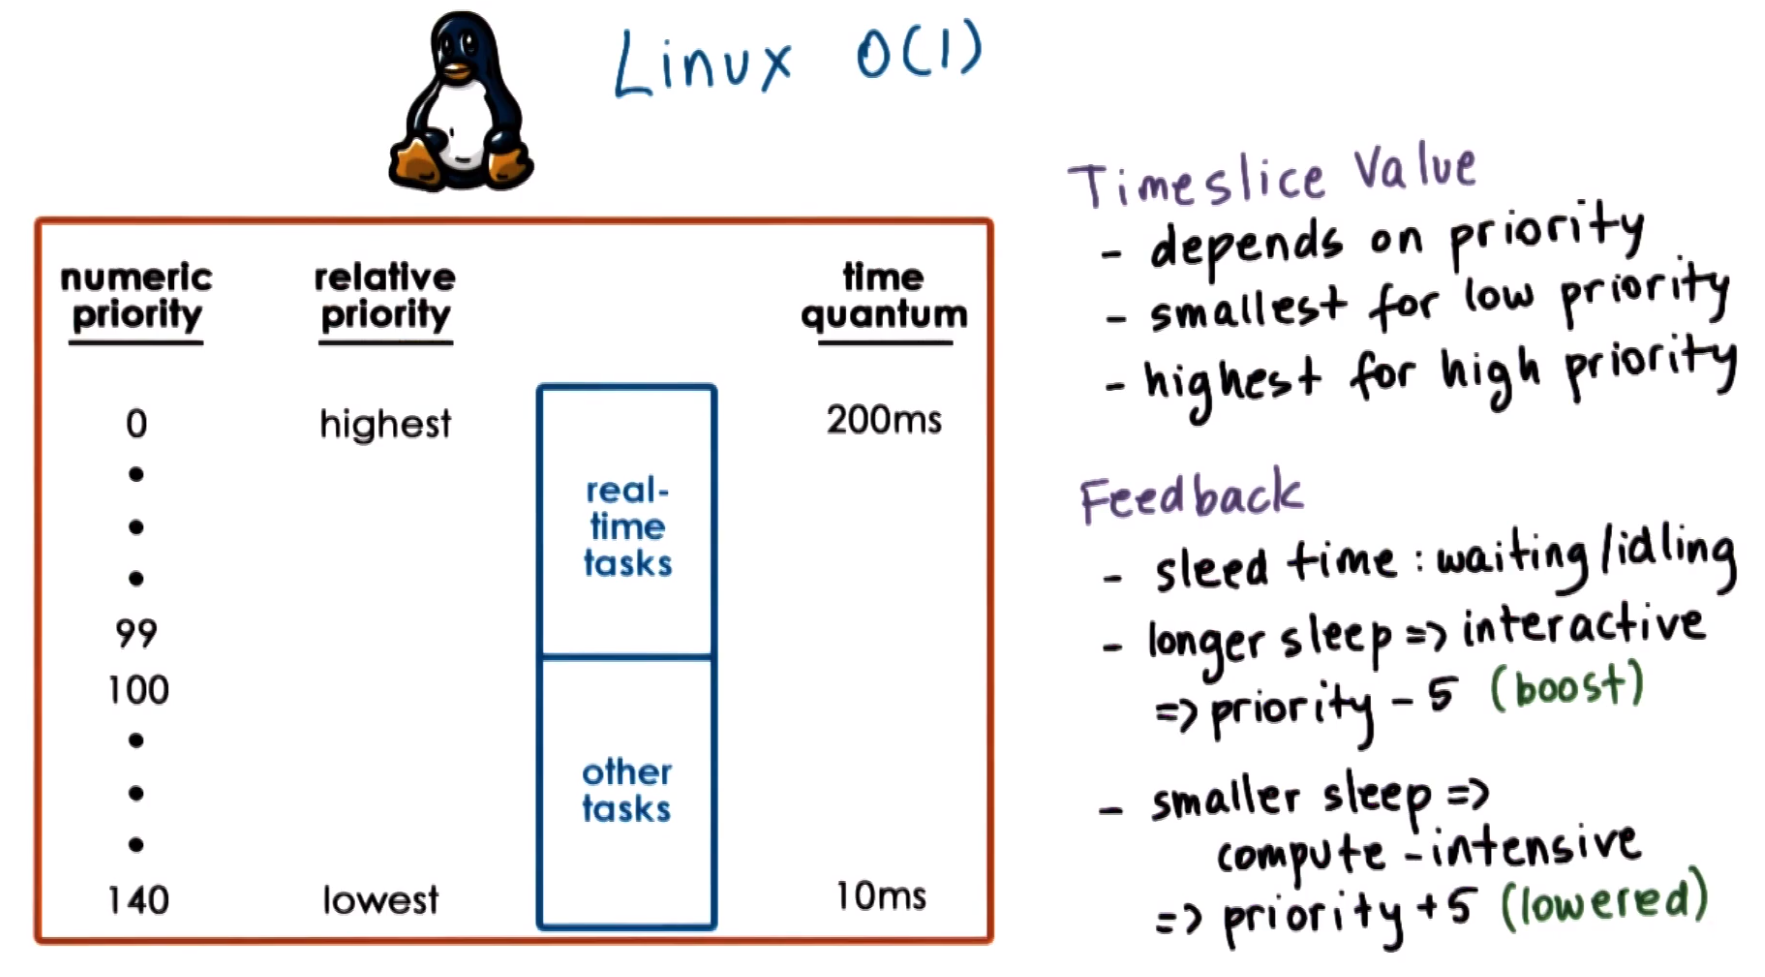 Linux O(1)
numeric priority
relative priority
time quantum
0 highest 200ms
real-
time
tasks
99
100
other
tasks
140 lowest 10ms
Timeslice Value
- depends on priority
- smallest for low priority
- highest for high priority
Feedback
- sleed time : waiting/idling
- longer sleep => interactive
=> priority - 5 (boost)
- smaller sleep =>
compute - intensive
=> priority + 5 (lowered)